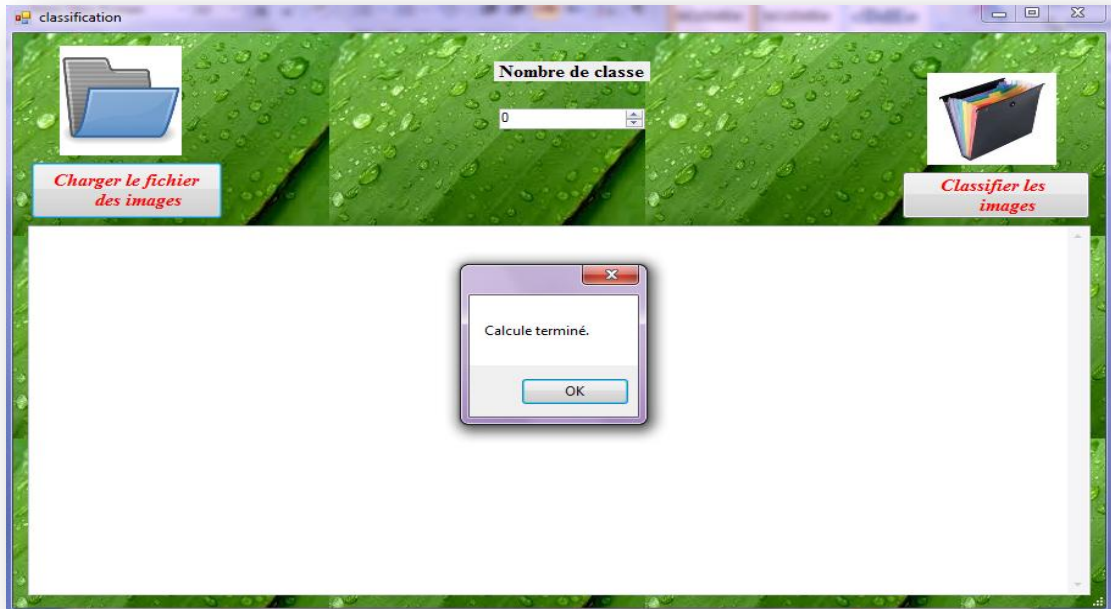 classification
Nombre de classe
0
Charger le fichier
des images
Classifier les
images
Calcule terminé.
OK